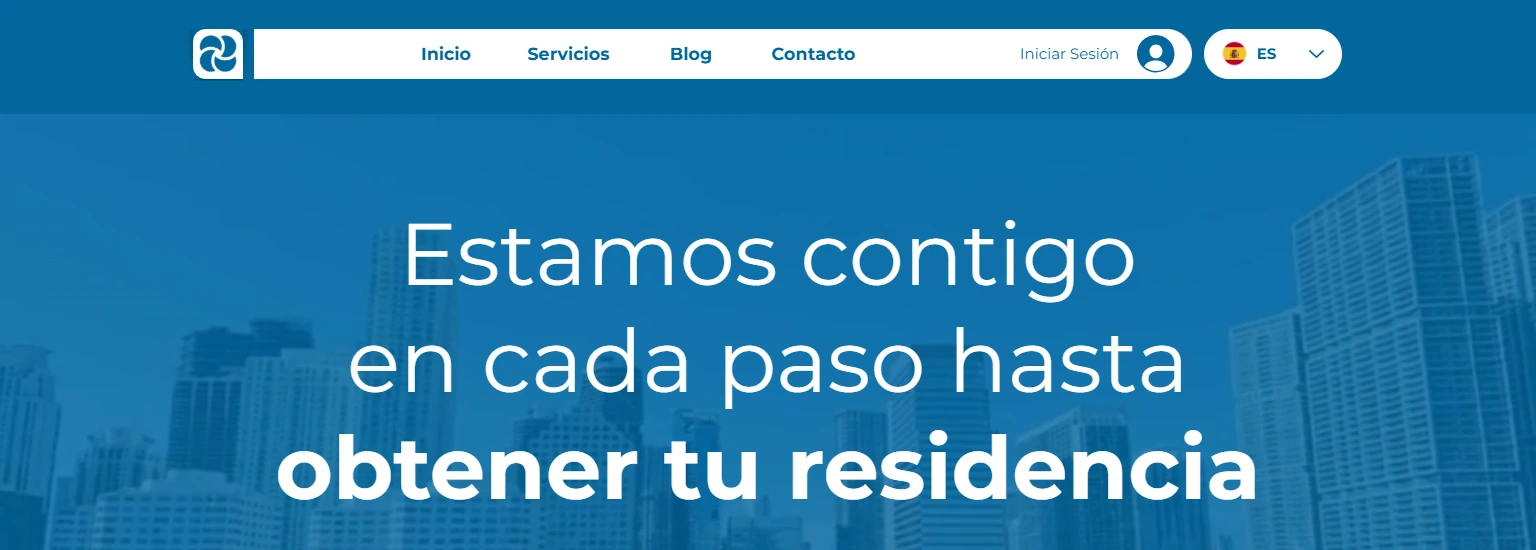 Inicio Servicios Blog Contacto Iniciar Sesión ES
Estamos contigo
en cada paso hasta
obtener tu residencia